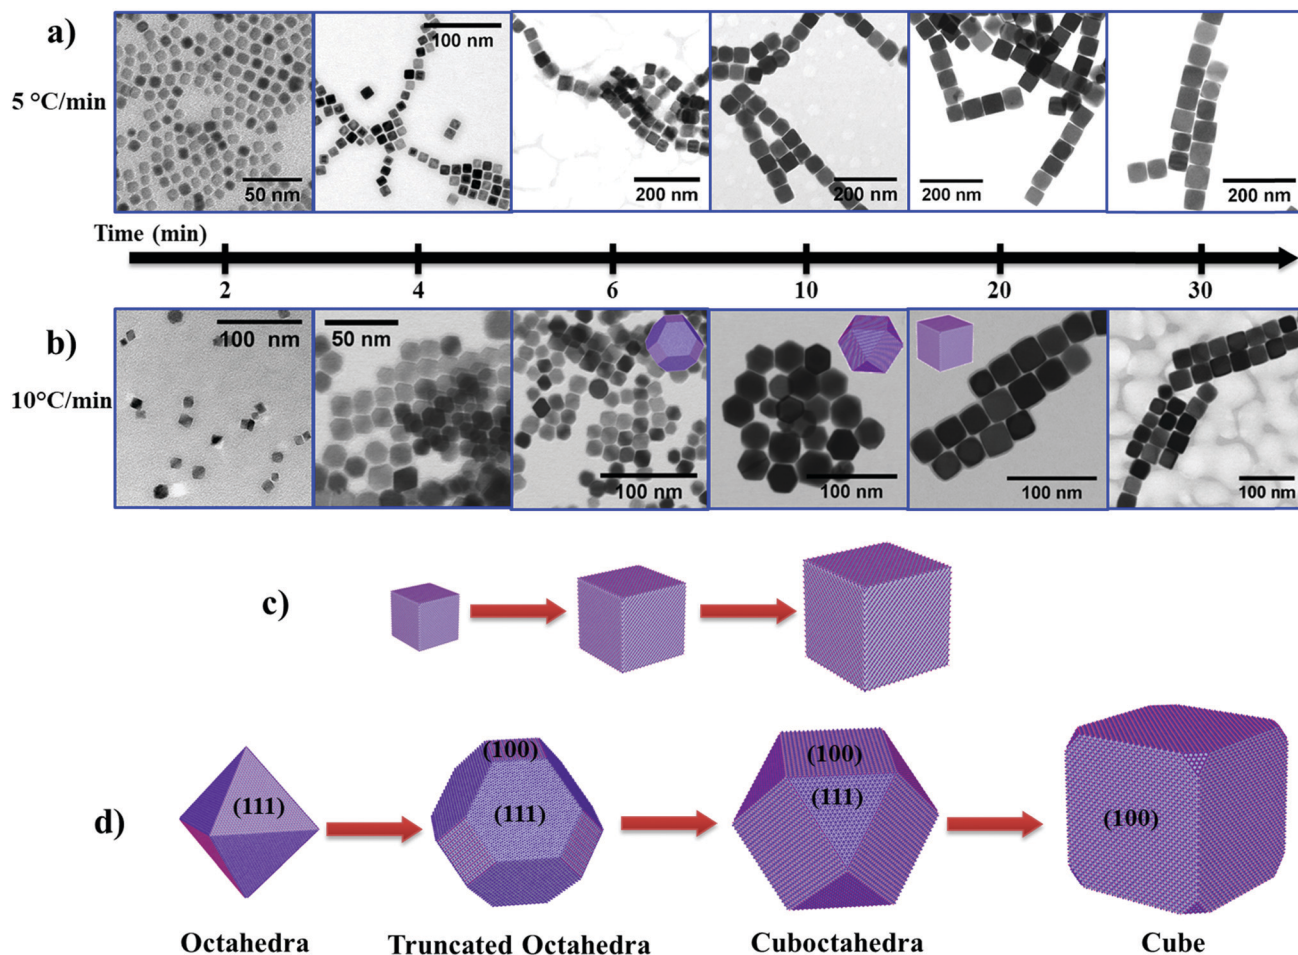 a)
5 °C/min
50 nm
100 nm
200 nm
200 nm
200 nm
200 nm
Time (min)
2
4
6
10
20
30
b)
10°C/min
100 nm
50 nm
100 nm
100 nm
100 nm
100 nm
c)
d)
(111)
(100)
(111)
(100)
(111)
(100)
Octahedra
Truncated Octahedra
Cuboctahedra
Cube